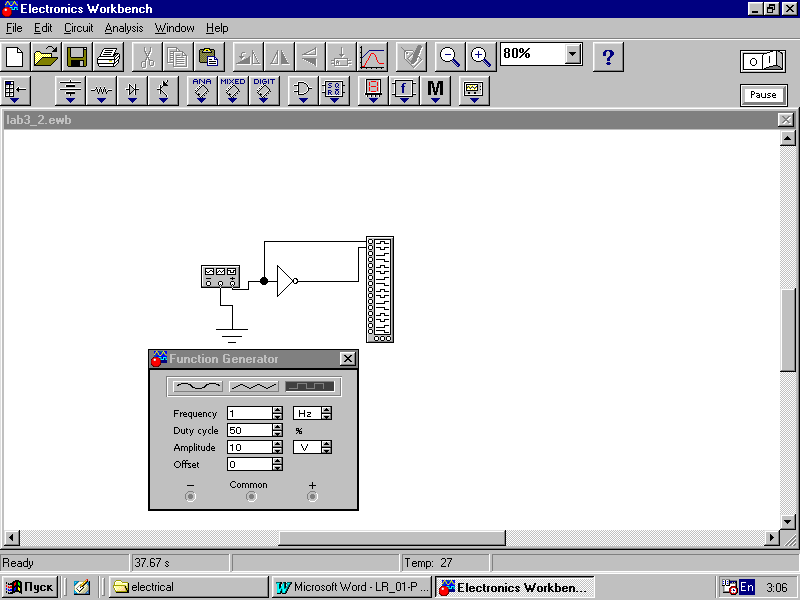 Electronics Workbench
File Edit Circuit Analysis Window Help
80%
?
O I
ANA MIXED DIGIT
f M
Pause
lab3_2.ewb
Function Generator
Frequency 1 Hz
Duty cycle 50 %
Amplitude 10 V
Offset 0
− Common +
Ready 37.67 s Temp: 27
Пуск electrical Microsoft Word - LR_01-P ... Electronics Workben... En 3:06